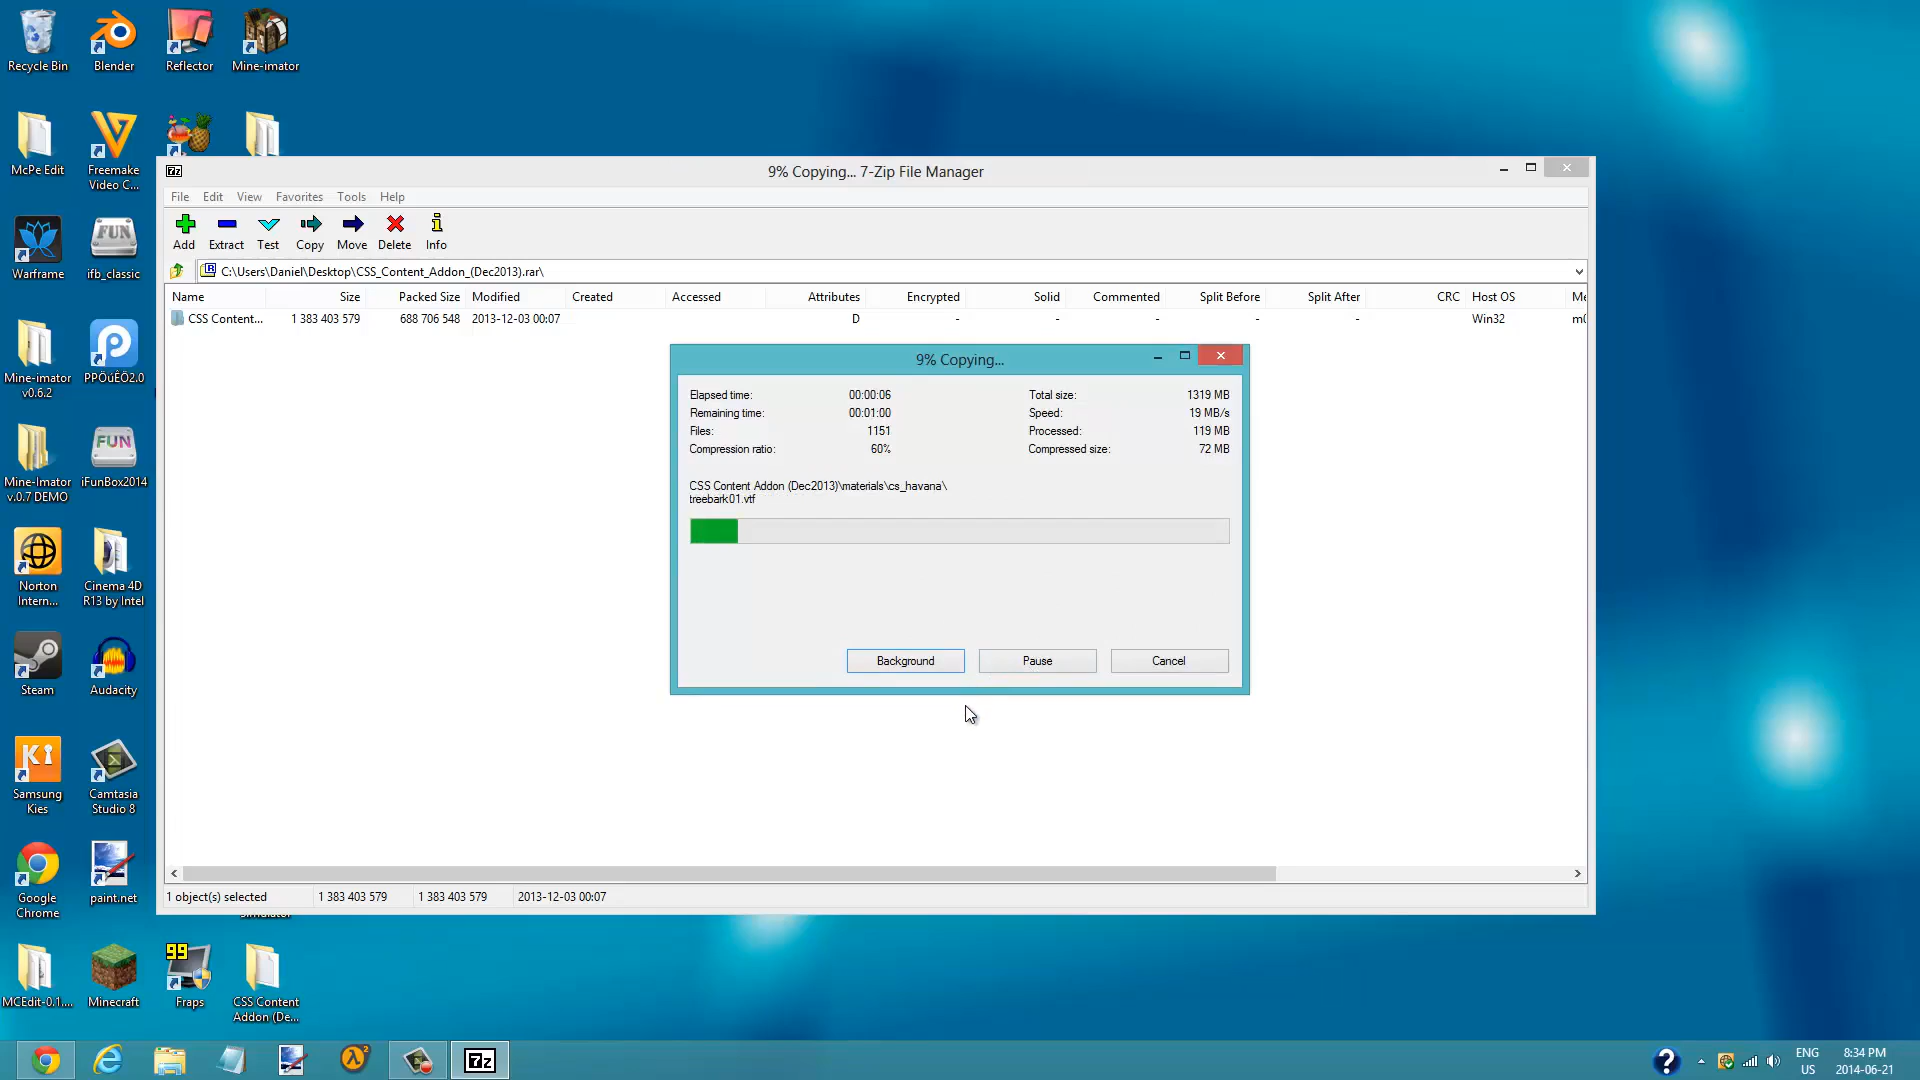 Recycle Bin
Blender
Reflector
Mine-imator
McPe Edit
Freemake
Video C...
Warframe
FUN
ifb_classic
Mine-imator
v0.6.2
PPÖúÊÖ2.0
Mine-Imator
v.0.7 DEMO
FUN
iFunBox2014
Norton
Intern...
Cinema 4D
R13 by Intel
Steam
Audacity
Samsung
Kies
Camtasia
Studio 8
Google
Chrome
paint.net
MCEdit-0.1....
Minecraft
99
Fraps
CSS Content
Addon (De...
7z
9% Copying... 7-Zip File Manager
File Edit View Favorites Tools Help
Add Extract Test Copy Move Delete Info
C:\Users\Daniel\Desktop\CSS_Content_Addon_(Dec2013).rar\
Name Size Packed Size Modified Created Accessed Attributes Encrypted Solid Commented Split Before Split After CRC Host OS Me
CSS Content... 1 383 403 579 688 706 548 2013-12-03 00:07 D - - - - - Win32 m0
9% Copying...
Elapsed time: 00:00:06 Total size: 1319 MB
Remaining time: 00:01:00 Speed: 19 MB/s
Files: 1151 Processed: 119 MB
Compression ratio: 60% Compressed size: 72 MB
CSS Content Addon (Dec2013)\materials\cs_havana\
treebark01.vtf
Background Pause Cancel
1 object(s) selected 1 383 403 579 1 383 403 579 2013-12-03 00:07
7z
ENG
US
8:34 PM
2014-06-21